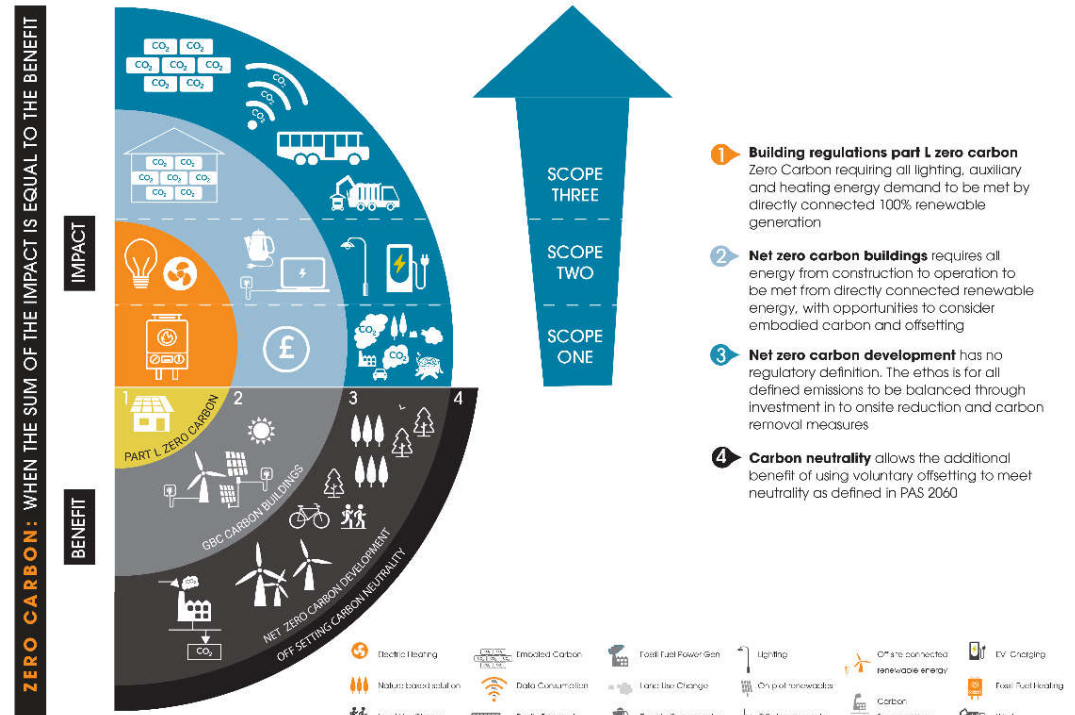 ZERO CARBON: WHEN THE SUM OF THE IMPACT IS EQUAL TO THE BENEFIT
IMPACT
BENEFIT
CO₂ CO₂
CO₂ CO₂ CO₂
CO₂ CO₂
CO₂
CO₂
CO₂
CO₂ CO₂
CO₂ CO₂ CO₂
CO₂ CO₂
£
CO₂
CO₂
1
2
3
4
PART L ZERO CARBON
GBC CARBON BUILDINGS
NET ZERO CARBON DEVELOPMENT
OFF SETTING CARBON NEUTRALITY
CO₂
CO₂
SCOPE
THREE
SCOPE
TWO
SCOPE
ONE
1 Building regulations part L zero carbon
Zero Carbon requiring all lighting, auxiliary
and heating energy demand to be met by
directly connected 100% renewable
generation
2 Net zero carbon buildings requires all
energy from construction to operation to
be met from directly connected renewable
energy, with opportunities to consider
embodied carbon and offsetting
3 Net zero carbon development has no
regulatory definition. The ethos is for all
defined emissions to be balanced through
investment in to onsite reduction and carbon
removal measures
4 Carbon neutrality allows the additional
benefit of using voluntary offsetting to meet
neutrality as defined in PAS 2060
Electric Heating
Embodied Carbon
Fossil Fuel Power Gen
Lighting
Off site connected
renewable energy
EV Charging
Nature based solution
Data Consumption
Land Use Change
On plot renewables
Carbon
Fossil Fuel Heating